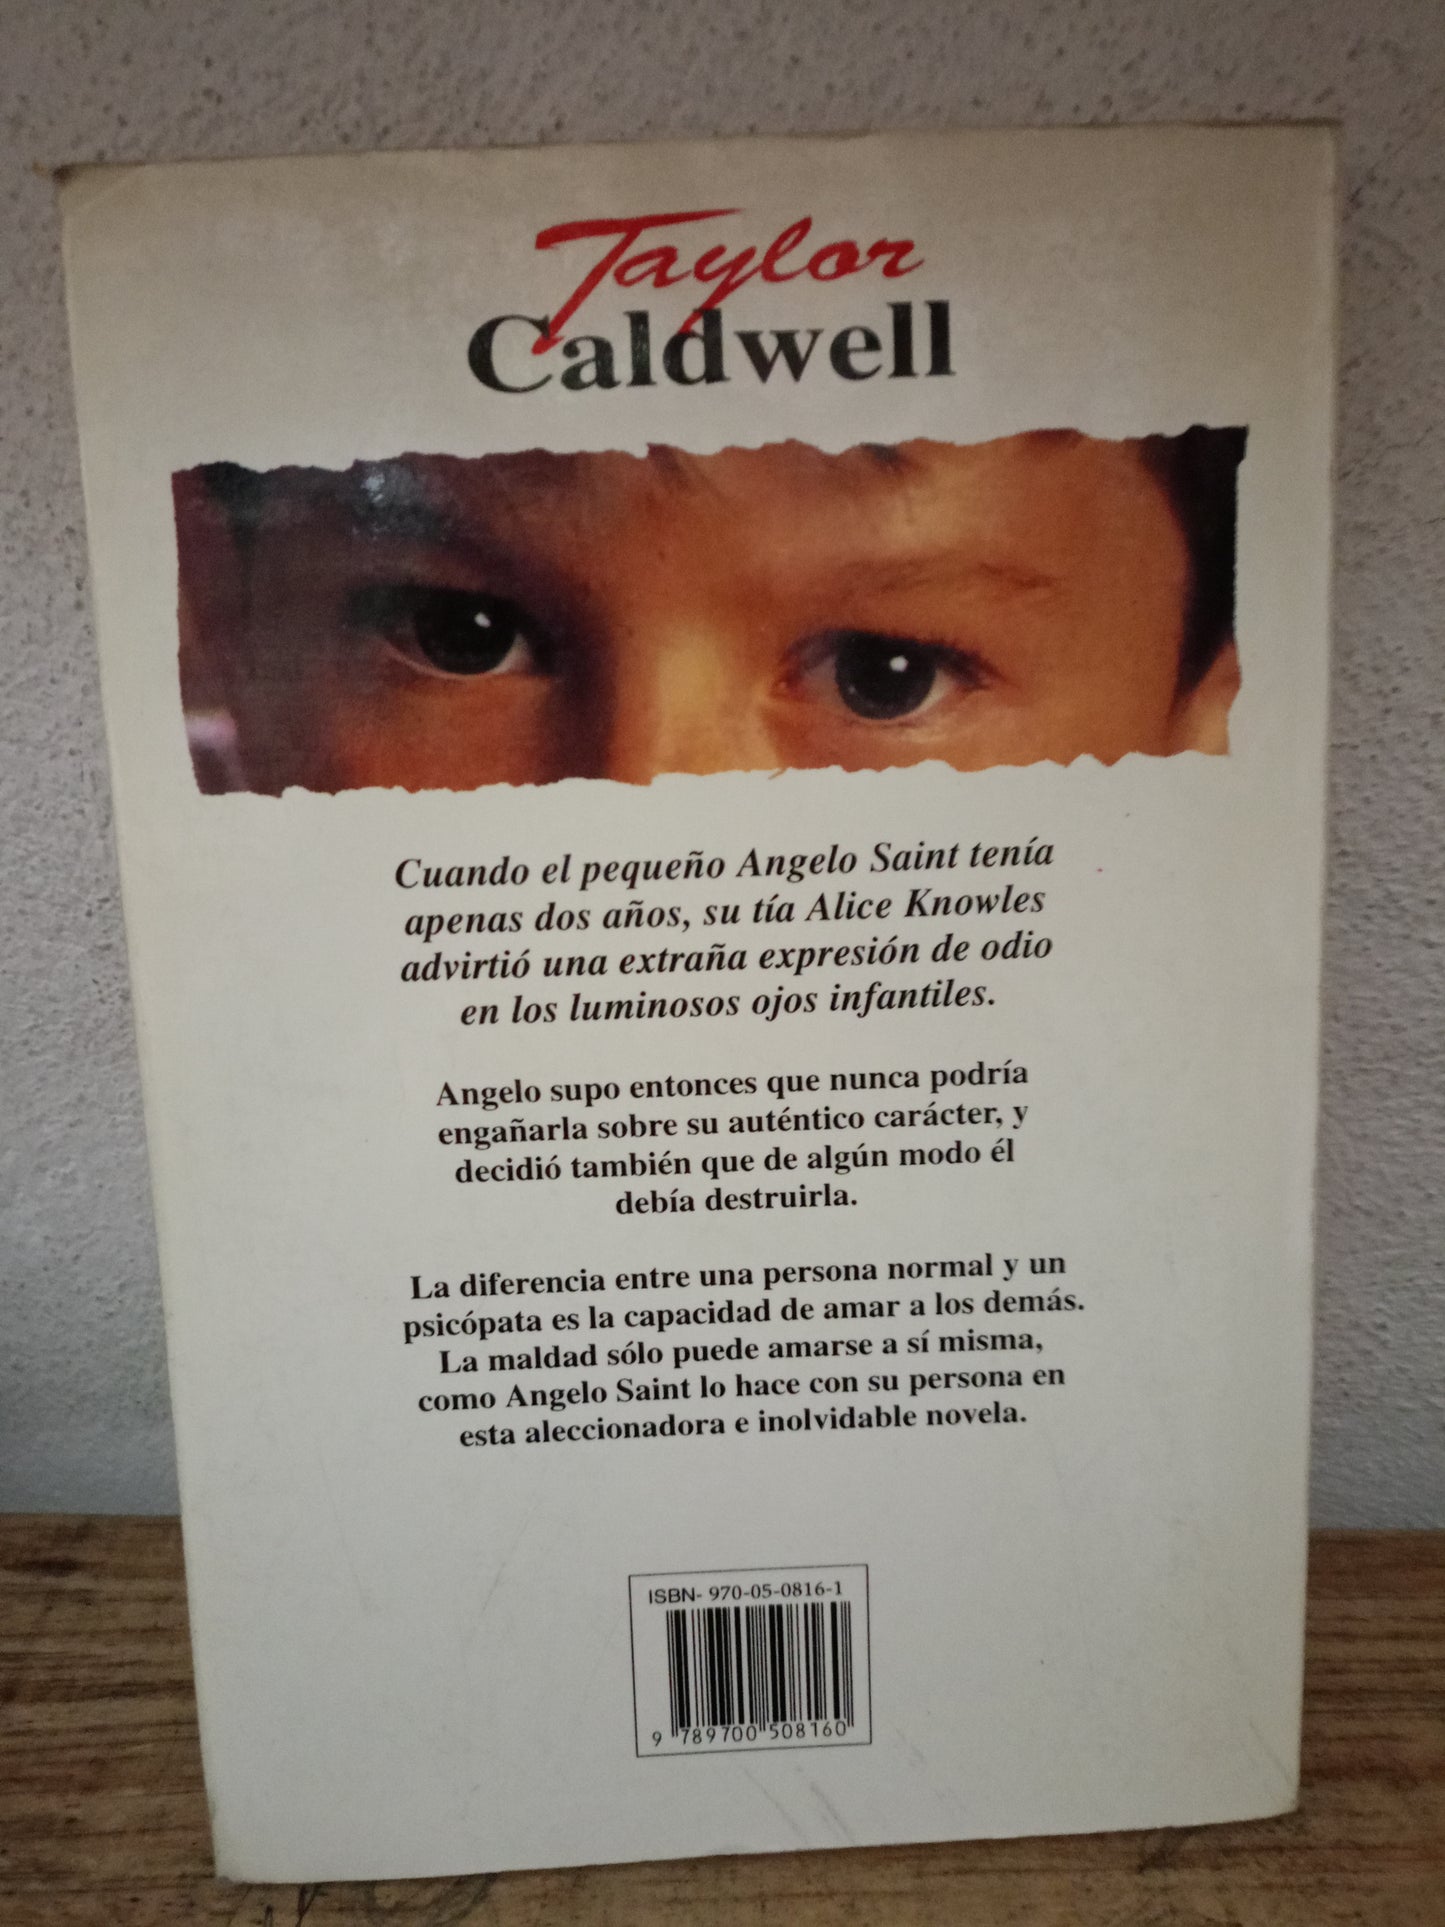 Taylor
Caldwell
Cuando el pequeño Angelo Saint tenía
apenas dos años, su tía Alice Knowles
advirtió una extraña expresión de odio
en los luminosos ojos infantiles.
Angelo supo entonces que nunca podría
engañarla sobre su auténtico carácter, y
decidió también que de algún modo él
debía destruirla.
La diferencia entre una persona normal y un
psicópata es la capacidad de amar a los demás.
La maldad sólo puede amarse a sí misma,
como Angelo Saint lo hace con su persona en
esta aleccionadora e inolvidable novela.
ISBN- 970-05-0816-1
9 789700 508160